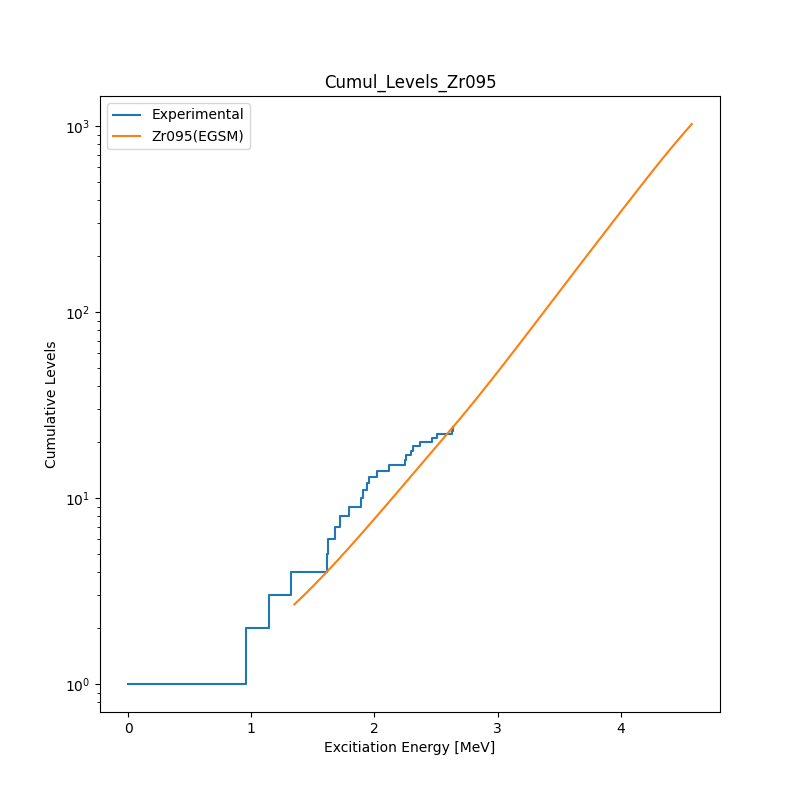 Cumul_Levels_Zr095
Experimental
Zr095(EGSM)
Cumulative Levels
10³
10²
10¹
10⁰
0 1 2 3 4
Excitiation Energy [MeV]